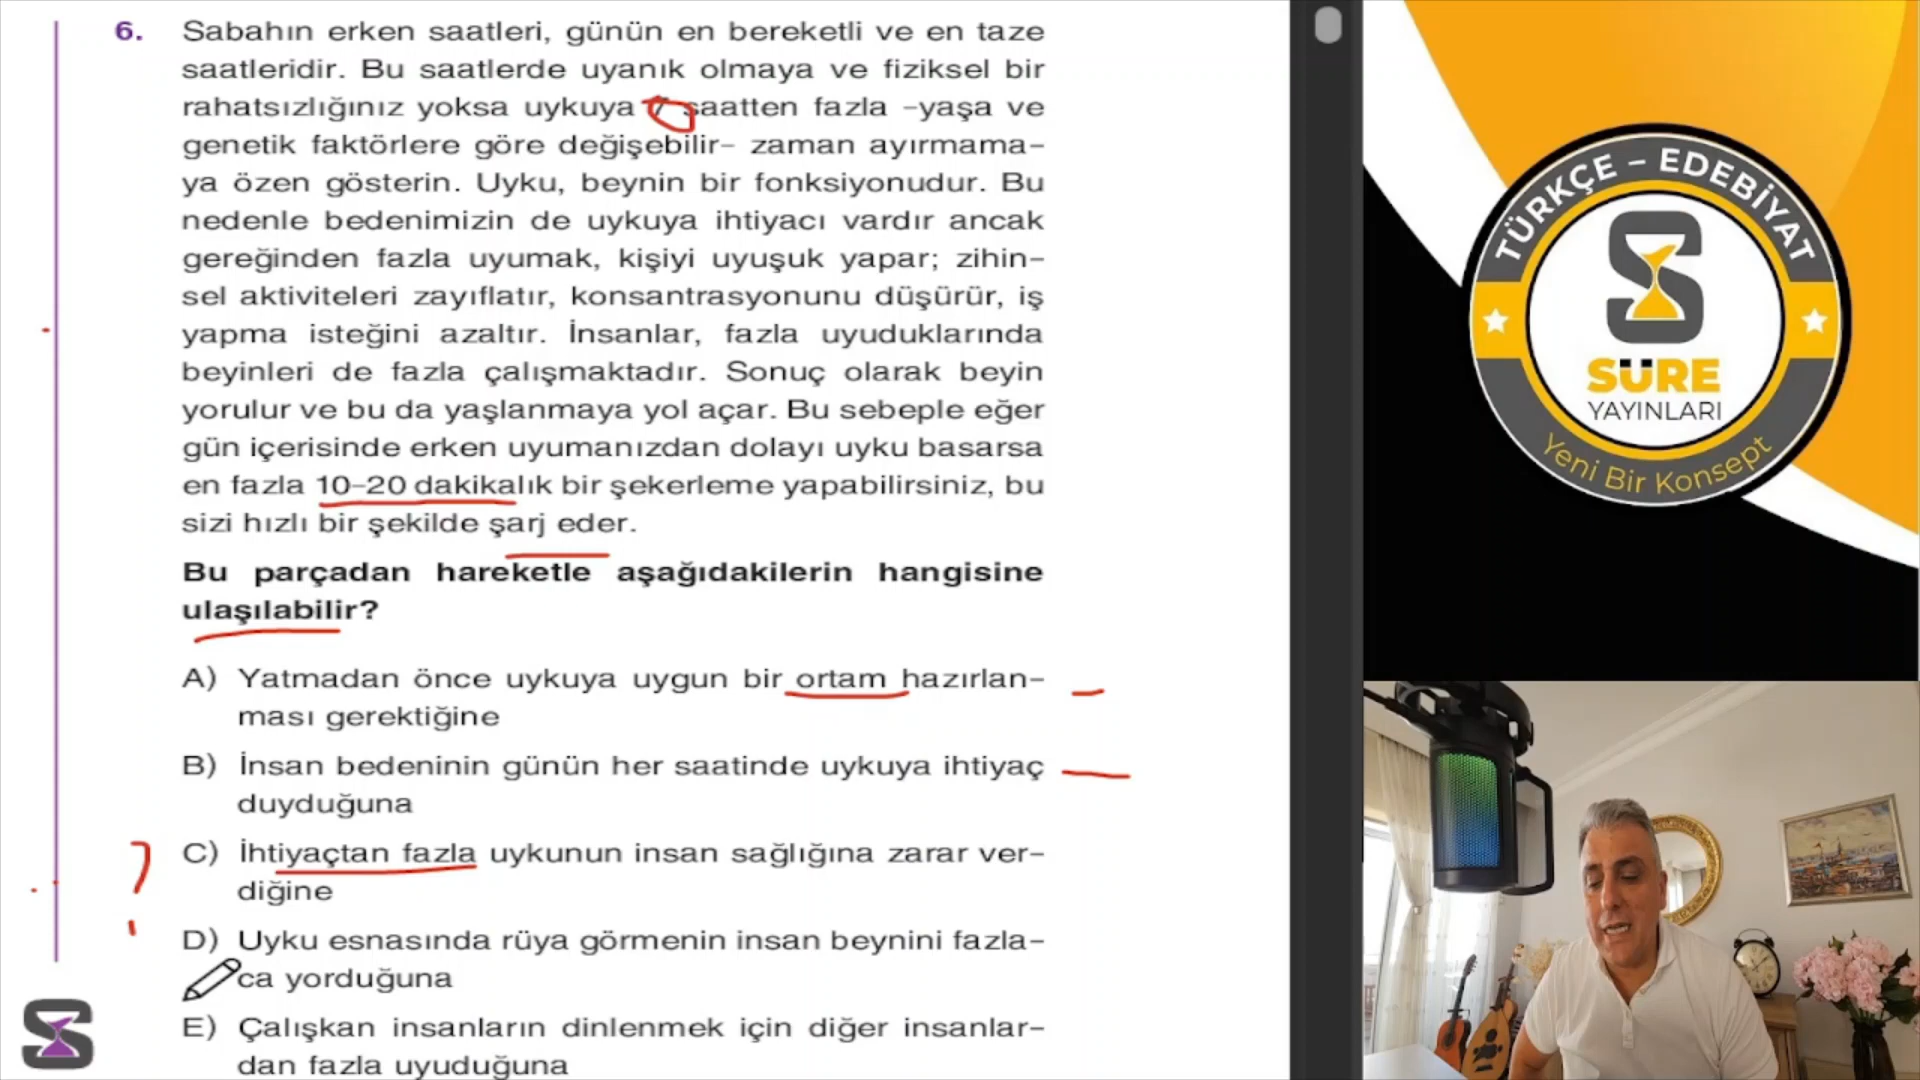 6. Sabahın erken saatleri, günün en bereketli ve en taze
saatleridir. Bu saatlerde uyanık olmaya ve fiziksel bir
rahatsızlığınız yoksa uykuya 7 saatten fazla –yaşa ve
genetik faktörlere göre değişebilir– zaman ayırmama-
ya özen gösterin. Uyku, beynin bir fonksiyonudur. Bu
nedenle bedenimizin de uykuya ihtiyacı vardır ancak
gereğinden fazla uyumak, kişiyi uyuşuk yapar; zihin-
sel aktiviteleri zayıflatır, konsantrasyonunu düşürür, iş
yapma isteğini azaltır. İnsanlar, fazla uyuduklarında
beyinleri de fazla çalışmaktadır. Sonuç olarak beyin
yorulur ve bu da yaşlanmaya yol açar. Bu sebeple eğer
gün içerisinde erken uyumanızdan dolayı uyku basarsa
en fazla 10–20 dakikalık bir şekerleme yapabilirsiniz, bu
sizi hızlı bir şekilde şarj eder.
Bu parçadan hareketle aşağıdakilerin hangisine
ulaşılabilir?
A) Yatmadan önce uykuya uygun bir ortam hazırlan-
ması gerektiğine
B) İnsan bedeninin günün her saatinde uykuya ihtiyaç
duyduğuna
C) İhtiyaçtan fazla uykunun insan sağlığına zarar ver-
diğine
D) Uyku esnasında rüya görmenin insan beynini fazla-
ca yorduğuna
E) Çalışkan insanların dinlenmek için diğer insanlar-
dan fazla uyuduğuna
TÜRKÇE – EDEBİYAT
SÜRE
YAYINLARI
Yeni Bir Konsept